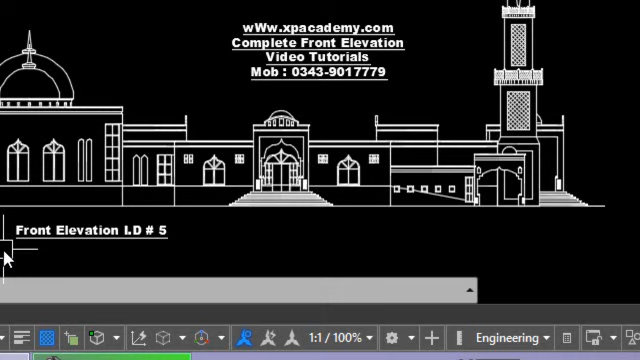 wWw.xpacademy.com
Complete Front Elevation
Video Tutorials
Mob : 0343-9017779
Front Elevation I.D # 5
1:1 / 100%
Engineering